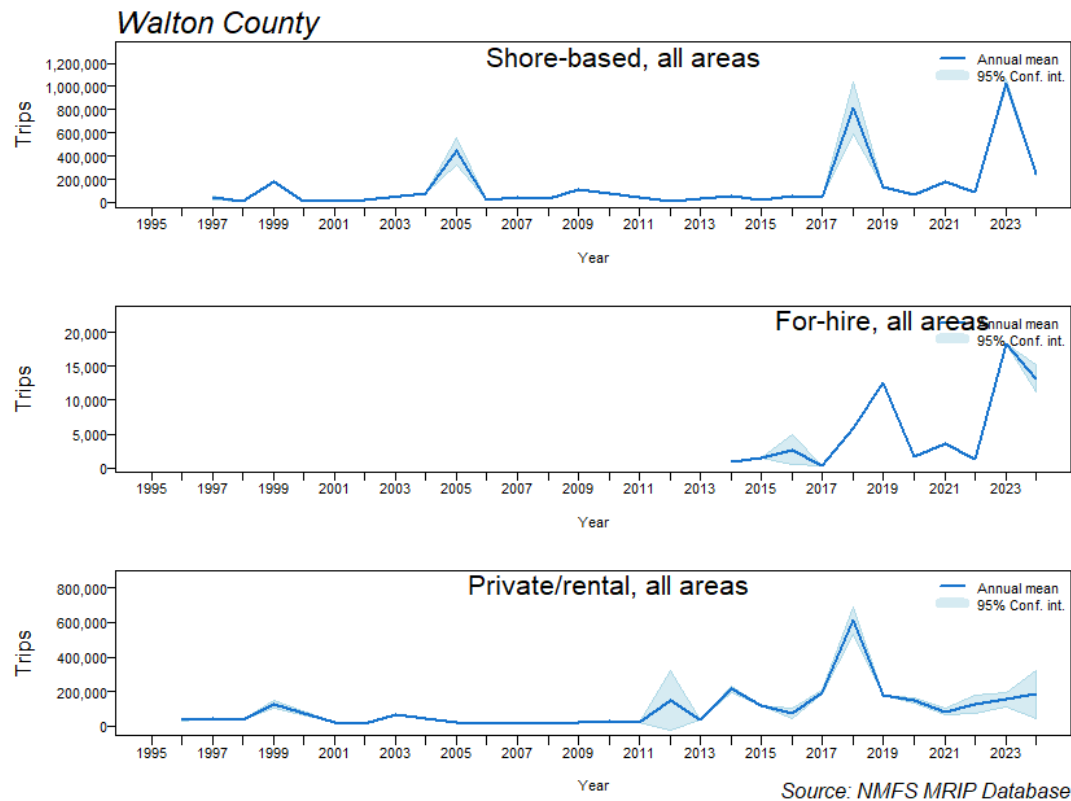 Walton County
Shore-based, all areas
Annual mean
95% Conf. int.
Trips
1,200,000
1,000,000
800,000
600,000
400,000
200,000
0
1995 1997 1999 2001 2003 2005 2007 2009 2011 2013 2015 2017 2019 2021 2023
Year
For-hire, all areas
Annual mean
95% Conf. int.
Trips
20,000
15,000
10,000
5,000
0
1995 1997 1999 2001 2003 2005 2007 2009 2011 2013 2015 2017 2019 2021 2023
Year
Private/rental, all areas
Annual mean
95% Conf. int.
Trips
800,000
600,000
400,000
200,000
0
1995 1997 1999 2001 2003 2005 2007 2009 2011 2013 2015 2017 2019 2021 2023
Year
Source: NMFS MRIP Database